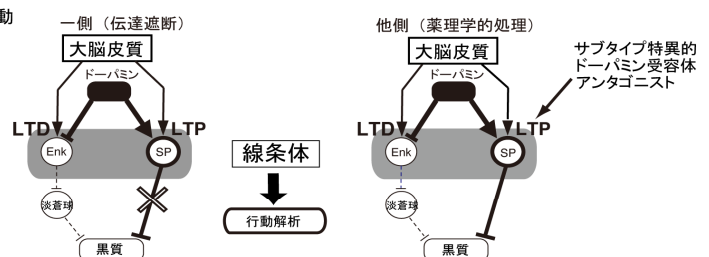 動
一側（伝達遮断）
大脳皮質
ドーパミン
LTD
LTP
Enk
SP
淡蒼球
黒質
線条体
行動解析
他側（薬理学的処理）
大脳皮質
ドーパミン
LTD
LTP
Enk
SP
淡蒼球
黒質
サブタイプ特異的
ドーパミン受容体
アンタゴニスト